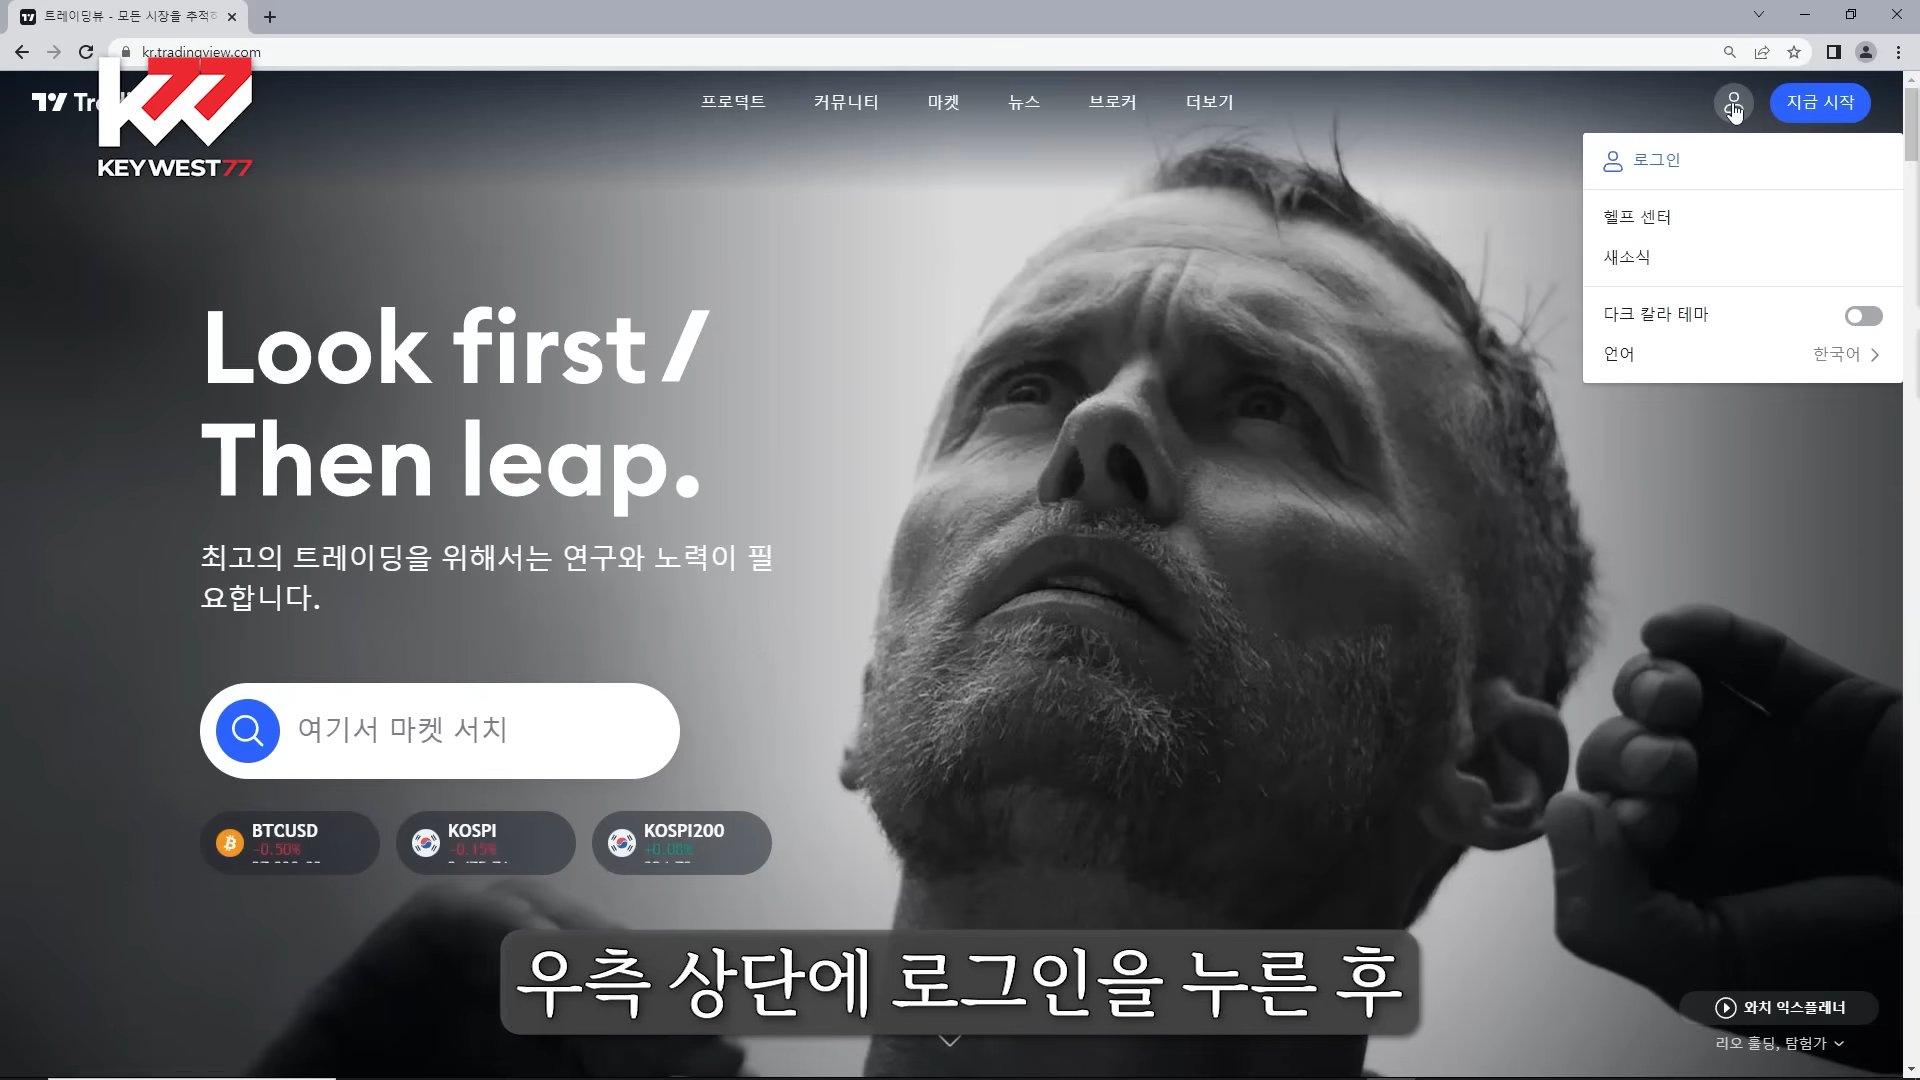 트레이딩뷰 - 모든 시장을 추적하
kr.tradingview.com
K77
KEYWEST77
프로덕트
커뮤니티
마켓
뉴스
브로커
더보기
지금 시작
로그인
헬프 센터
새소식
다크 칼라 테마
언어
한국어
Look first /
Then leap.
최고의 트레이딩을 위해서는 연구와 노력이 필
요합니다.
여기서 마켓 서치
BTCUSD
-0.50%
KOSPI
-0.15%
KOSPI200
+0.08%
우측 상단에 로그인을 누른 후
와치 익스플레너
리오 훌딩, 탐험가